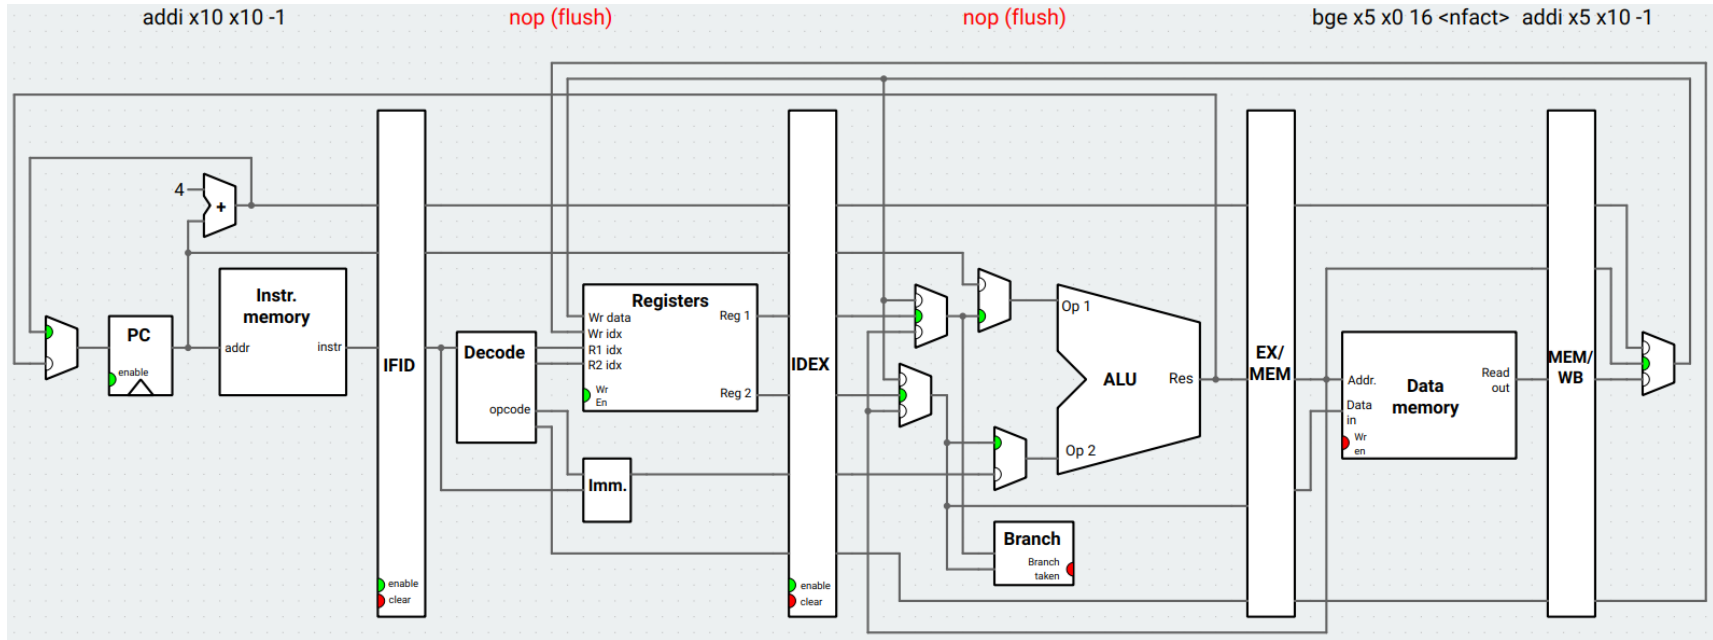 addi x10 x10 -1
nop (flush)
nop (flush)
bge x5 x0 16 <nfact>
addi x5 x10 -1
4
+
Instr.
memory
addr
instr
PC
enable
IFID
enable
clear
Decode
opcode
Registers
Wr data
Wr idx
R1 idx
R2 idx
Wr
En
Reg 1
Reg 2
Imm.
IDEX
enable
clear
Op 1
ALU
Res
Op 2
Branch
Branch
taken
EX/
MEM
Addr.
Data
in
Wr
en
Data
memory
Read
out
MEM/
WB